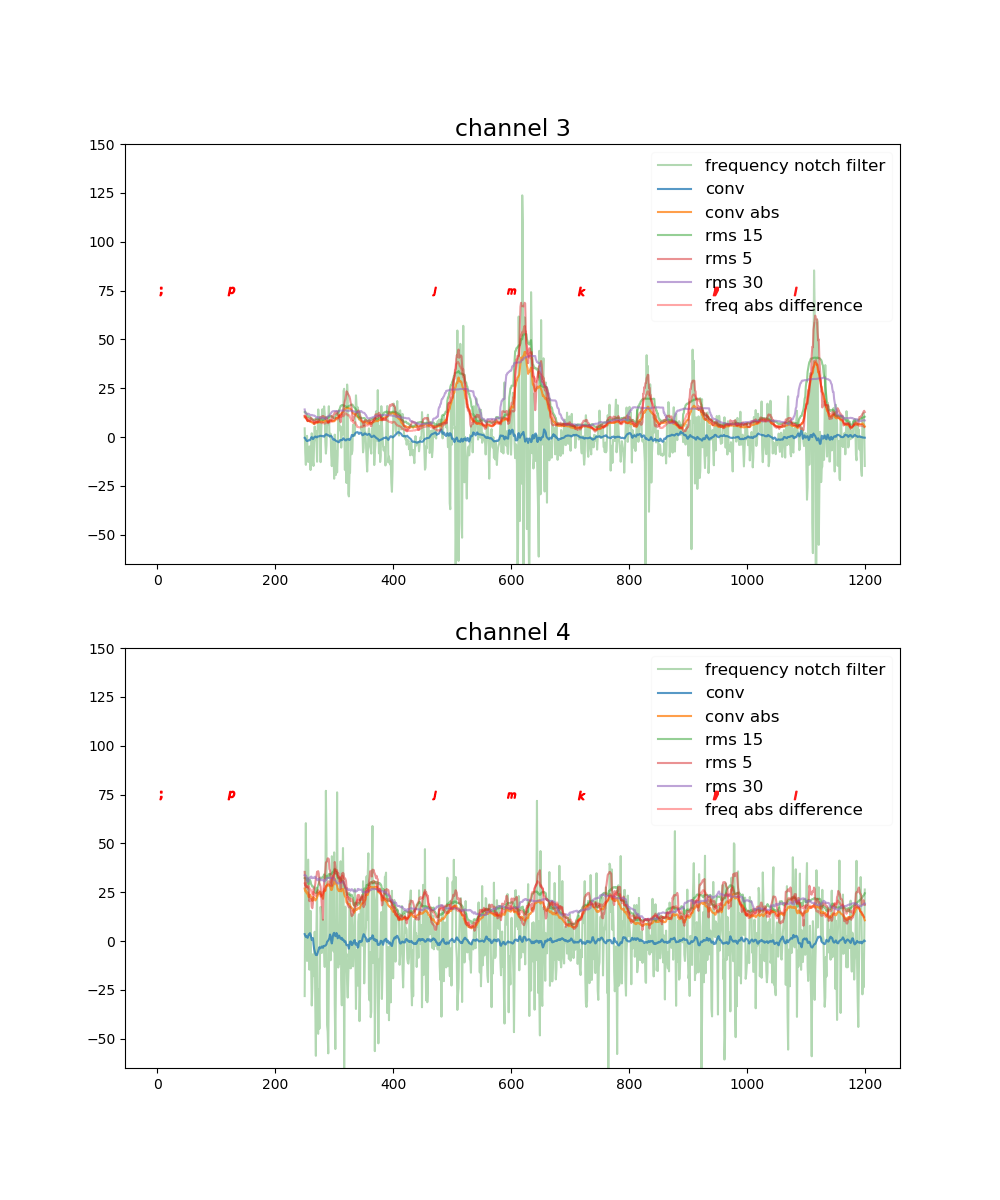 channel 3
150
125
100
75
50
25
0
−25
−50
0 200 400 600 800 1000 1200
frequency notch filter
conv
conv abs
rms 15
rms 5
rms 30
freq abs difference
; p j m k l
channel 4
150
125
100
75
50
25
0
−25
−50
0 200 400 600 800 1000 1200
frequency notch filter
conv
conv abs
rms 15
rms 5
rms 30
freq abs difference
; p j m k l